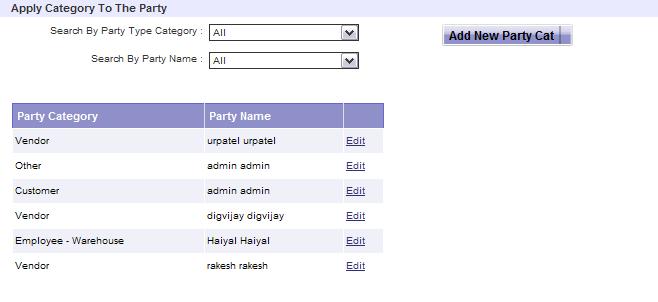 Apply Category To The Party
Search By Party Type Category : All
Add New Party Cat
Search By Party Name : All
Party Category Party Name
Vendor urpatel urpatel Edit
Other admin admin Edit
Customer admin admin Edit
Vendor digvijay digvijay Edit
Employee - Warehouse Haiyal Haiyal Edit
Vendor rakesh rakesh Edit